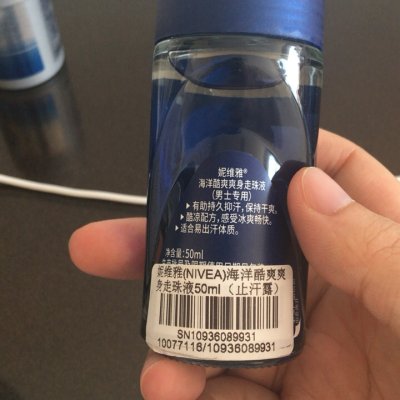 妮维雅®
海洋酷爽爽身走珠液
(男士专用)
▸有助持久抑汗,保持干爽。
▸酷凉配方,感受冰爽畅快。
▸适合易出汗体质。
净含量:50ml
妮维雅(NIVEA)海洋酷爽爽
身走珠液50ml（止汗露）
SN10936089931
10077116/10936089931